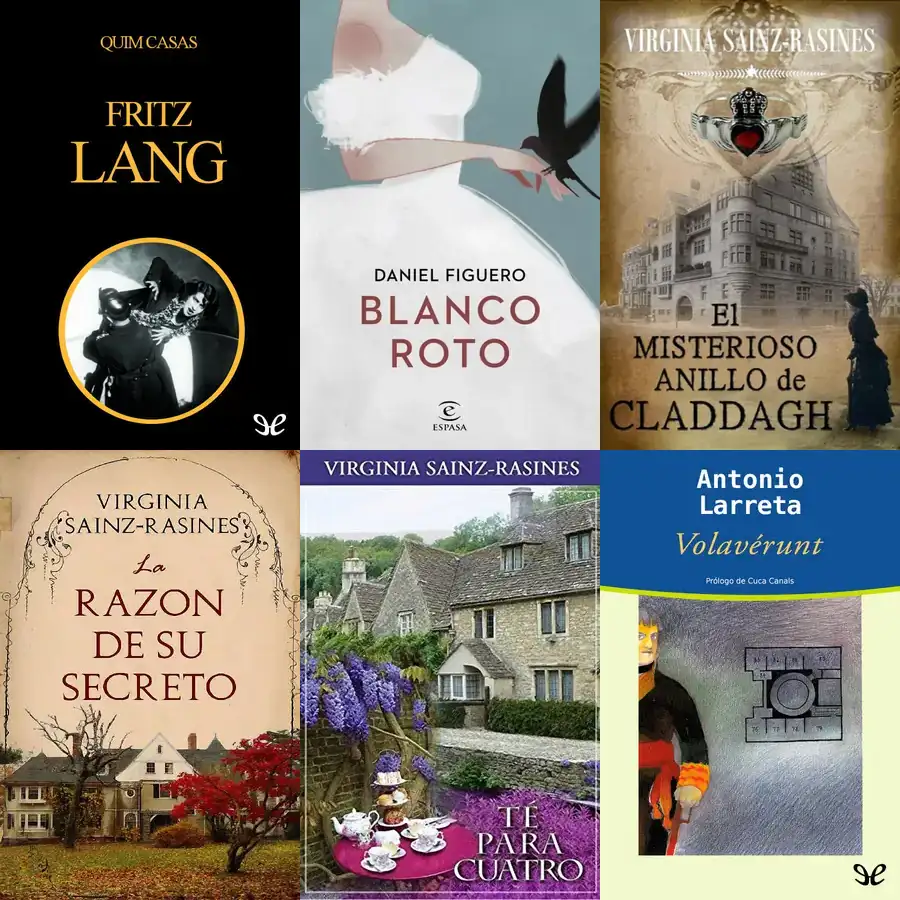 QUIM CASAS
FRITZ
LANG
DANIEL FIGUERO
BLANCO
ROTO
ESPASA
VIRGINIA SAINZ-RASINES
El
MISTERIOSO
ANILLO de
CLADDAGH
VIRGINIA
SAINZ-RASINES
La
RAZON
DE SU
SECRETO
VIRGINIA SAINZ-RASINES
TÉ
PARA
CUATRO
Antonio
Larreta
Volavérunt
Prólogo de Cuca Canals